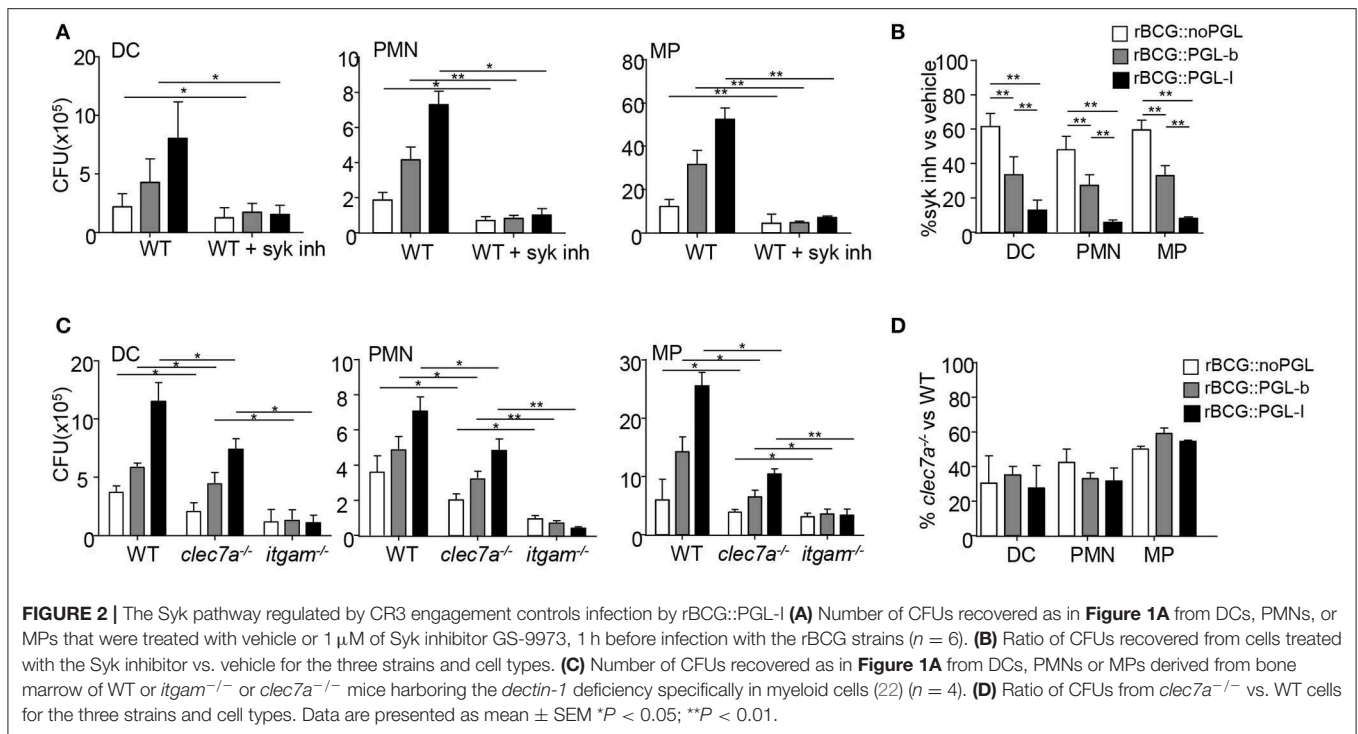 A
DC
PMN
MP
CFU(x10⁵)
20
10
5
0
8
6
4
2
0
80
60
40
20
0
*
*
*
**
*
**
**
**
WT
WT + syk inh
WT
WT + syk inh
WT
WT + syk inh
B
rBCG::noPGL
rBCG::PGL-b
rBCG::PGL-I
%syk inh vs vehicle
100
80
60
40
20
0
**
**
**
**
**
**
**
**
**
DC
PMN
MP
C
DC
PMN
MP
CFU(x10⁵)
20
10
5
0
8
6
4
2
0
30
20
10
0
*
*
*
*
*
*
*
*
**
**
*
*
*
*
**
*
*
WT
clec7a-/-
itgam-/-
WT
clec7a-/-
itgam-/-
WT
clec7a-/-
itgam-/-
D
rBCG::noPGL
rBCG::PGL-b
rBCG::PGL-I
% clec7a-/- vs WT
100
80
60
40
20
0
DC
PMN
MP
FIGURE 2 | The Syk pathway regulated by CR3 engagement controls infection by rBCG::PGL-I (A) Number of CFUs recovered as in Figure 1A from DCs, PMNs, or
MPs that were treated with vehicle or 1 μM of Syk inhibitor GS-9973, 1 h before infection with the rBCG strains (n = 6). (B) Ratio of CFUs recovered from cells treated
with the Syk inhibitor vs. vehicle for the three strains and cell types. (C) Number of CFUs recovered as in Figure 1A from DCs, PMNs or MPs derived from bone
marrow of WT or itgam−/− or clec7a−/− mice harboring the dectin-1 deficiency specifically in myeloid cells (22) (n = 4). (D) Ratio of CFUs from clec7a−/− vs. WT cells
for the three strains and cell types. Data are presented as mean ± SEM *P < 0.05; **P < 0.01.